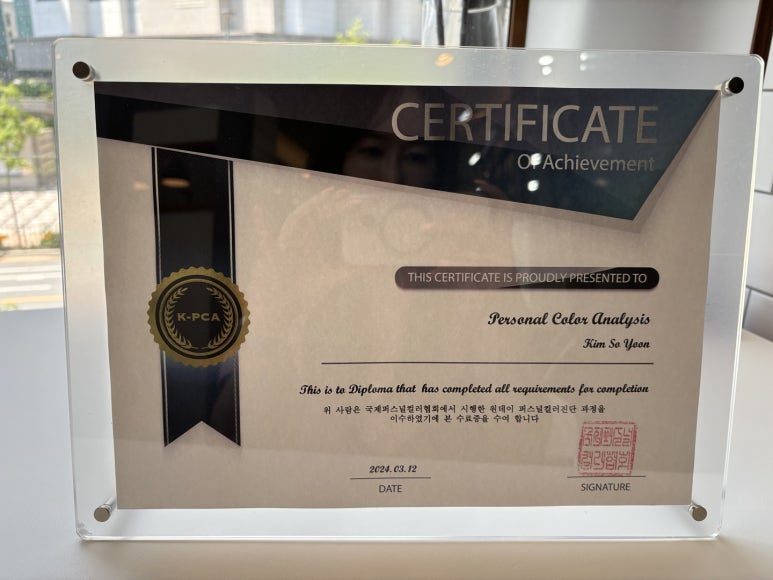 CERTIFICATE
Of Achievement
THIS CERTIFICATE IS PROUDLY PRESENTED TO
K-PCA
Personal Color Analysis
Kim So Yoon
This is to Diploma that has completed all requirements for completion
위 사람은 국제퍼스널컬러협회에서 시행한 원데이 퍼스널컬러진단 과정을
이수하였기에 본 수료증을 수여 합니다
2024.03.12
DATE
SIGNATURE